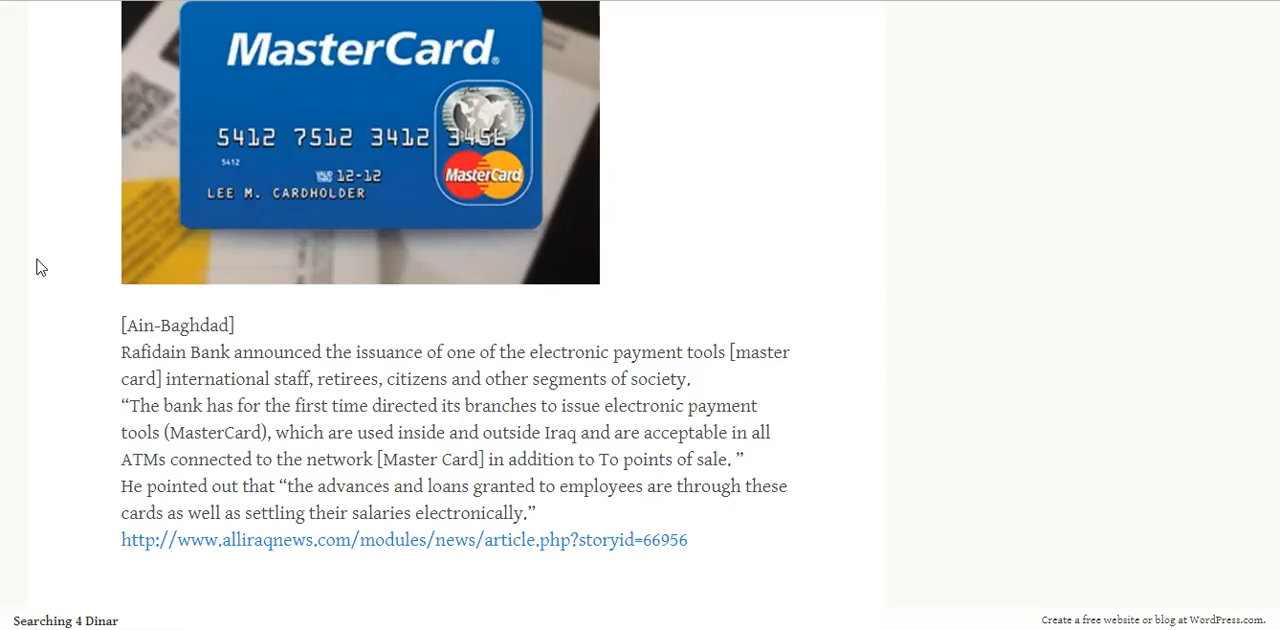 MasterCard®
5412 7512 3412 3456
5412
12-12
LEE M. CARDHOLDER
MasterCard
[Ain-Baghdad]
Rafidain Bank announced the issuance of one of the electronic payment tools [master
card] international staff, retirees, citizens and other segments of society.
“The bank has for the first time directed its branches to issue electronic payment
tools (MasterCard), which are used inside and outside Iraq and are acceptable in all
ATMs connected to the network [Master Card] in addition to To points of sale. ”
He pointed out that “the advances and loans granted to employees are through these
cards as well as settling their salaries electronically.”
http://www.alliraqnews.com/modules/news/article.php?storyid=66956
Searching 4 Dinar
Create a free website or blog at WordPress.com.